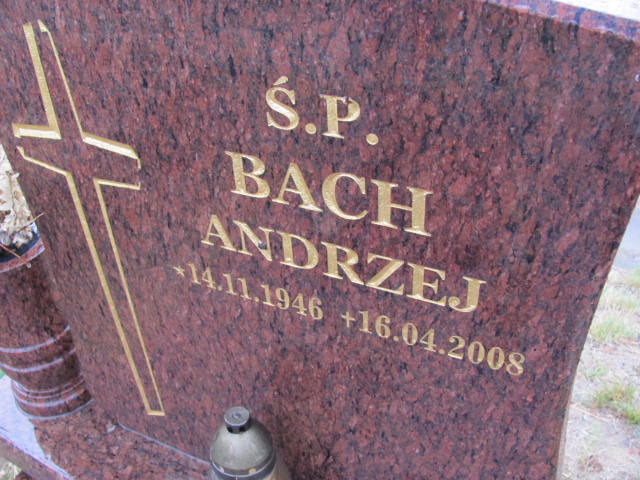 Ś.P.
BACH
ANDRZEJ
*14.11.1946 +16.04.2008